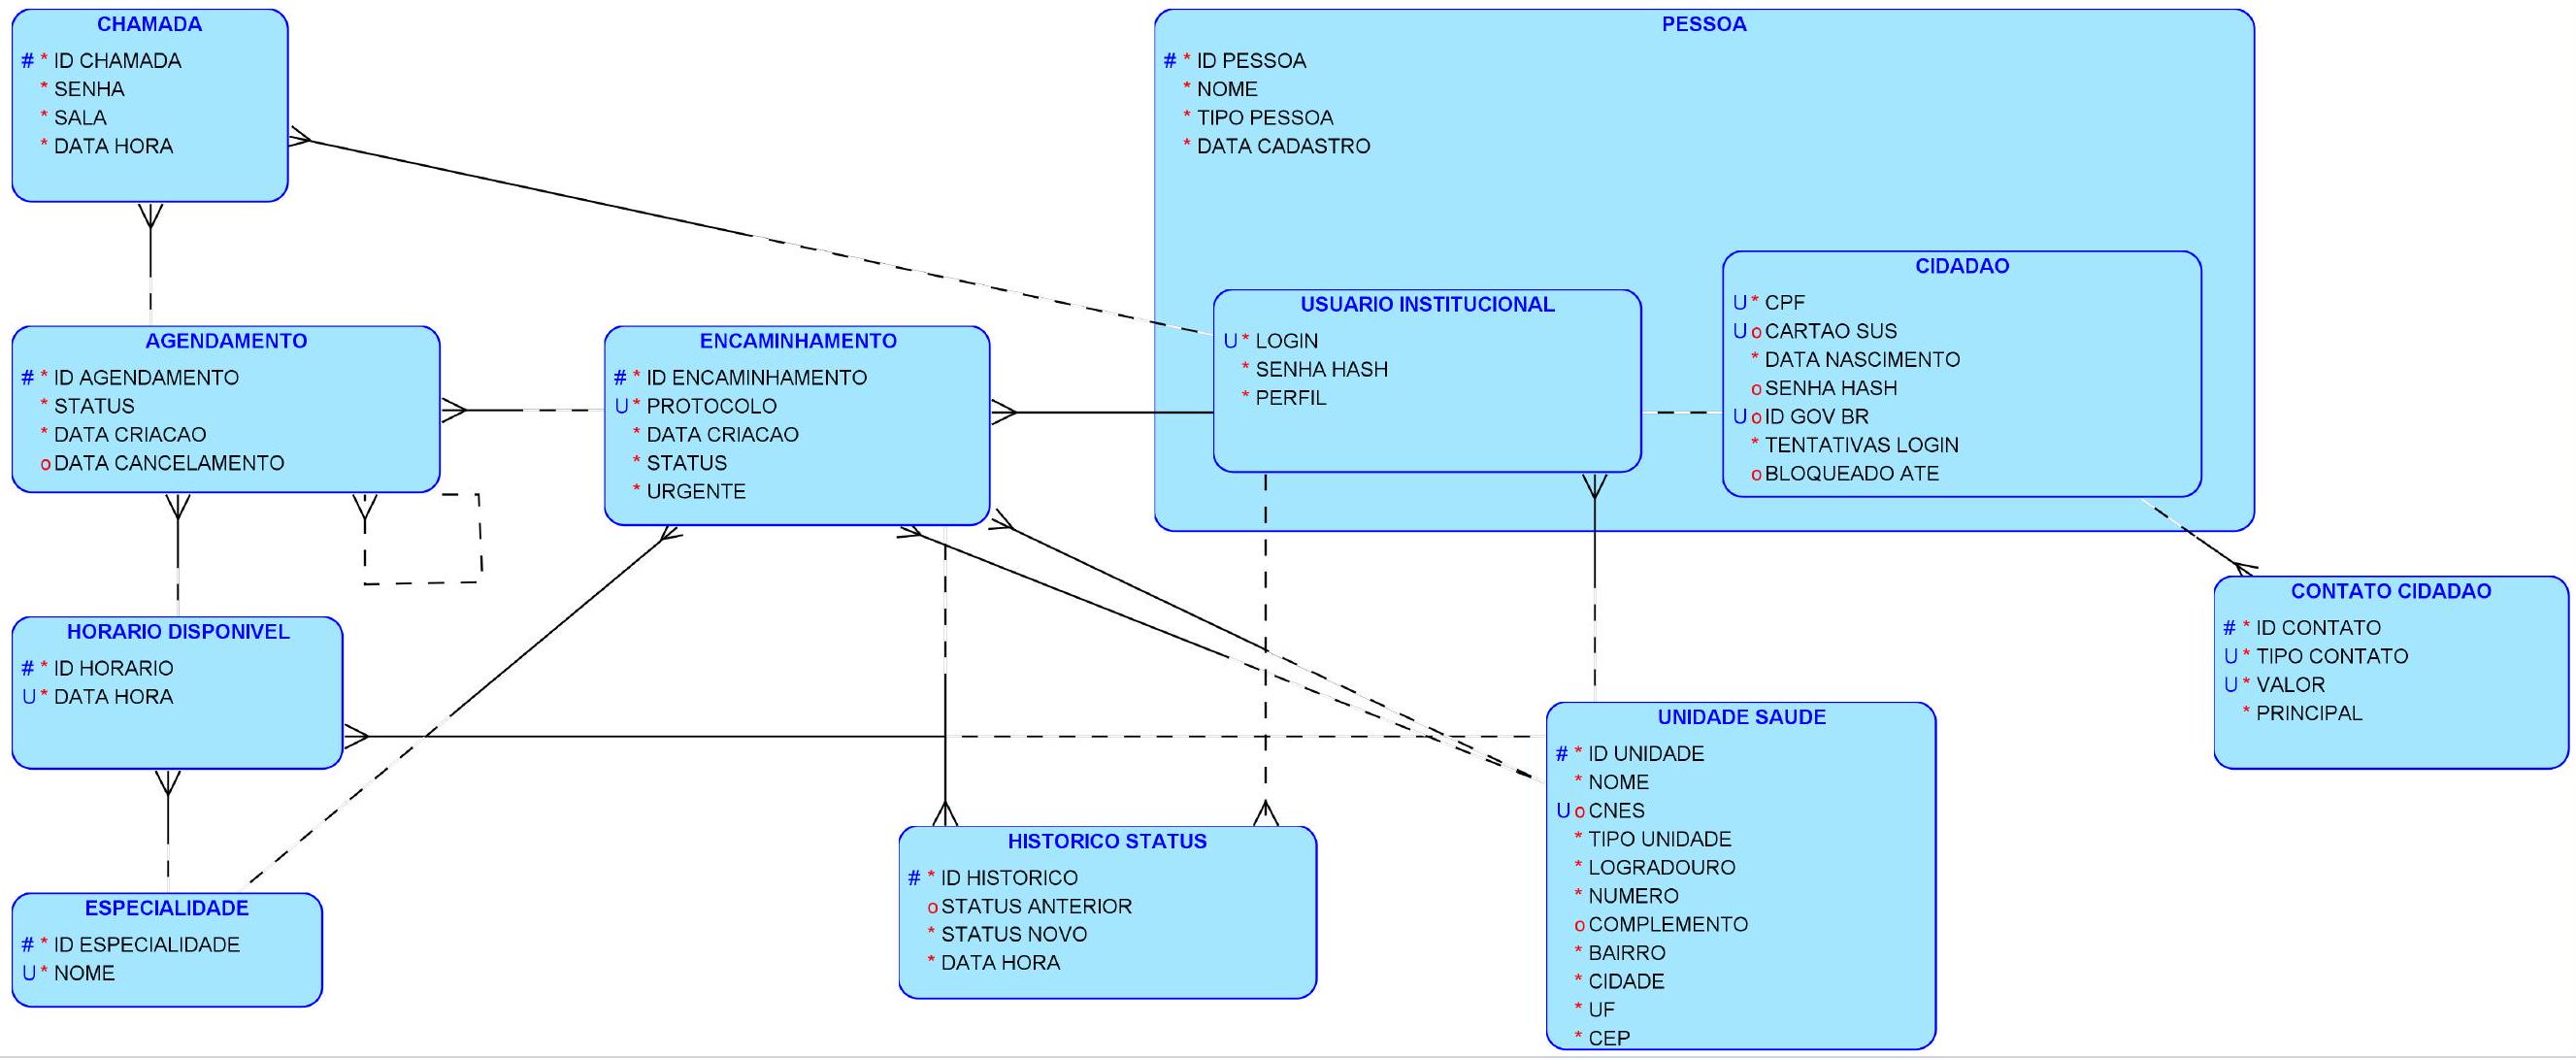 CHAMADA
# * ID CHAMADA
* SENHA
* SALA
* DATA HORA
PESSOA
# * ID PESSOA
* NOME
* TIPO PESSOA
* DATA CADASTRO
USUARIO INSTITUCIONAL
U * LOGIN
* SENHA HASH
* PERFIL
CIDADAO
U * CPF
U o CARTAO SUS
* DATA NASCIMENTO
o SENHA HASH
U o ID GOV BR
* TENTATIVAS LOGIN
o BLOQUEADO ATE
AGENDAMENTO
# * ID AGENDAMENTO
* STATUS
* DATA CRIACAO
o DATA CANCELAMENTO
ENCAMINHAMENTO
# * ID ENCAMINHAMENTO
U * PROTOCOLO
* DATA CRIACAO
* STATUS
* URGENTE
CONTATO CIDADAO
# * ID CONTATO
U * TIPO CONTATO
U * VALOR
* PRINCIPAL
HORARIO DISPONIVEL
# * ID HORARIO
U * DATA HORA
UNIDADE SAUDE
# * ID UNIDADE
* NOME
U o CNES
* TIPO UNIDADE
* LOGRADOURO
* NUMERO
o COMPLEMENTO
* BAIRRO
* CIDADE
* UF
* CEP
HISTORICO STATUS
# * ID HISTORICO
o STATUS ANTERIOR
* STATUS NOVO
* DATA HORA
ESPECIALIDADE
# * ID ESPECIALIDADE
U * NOME